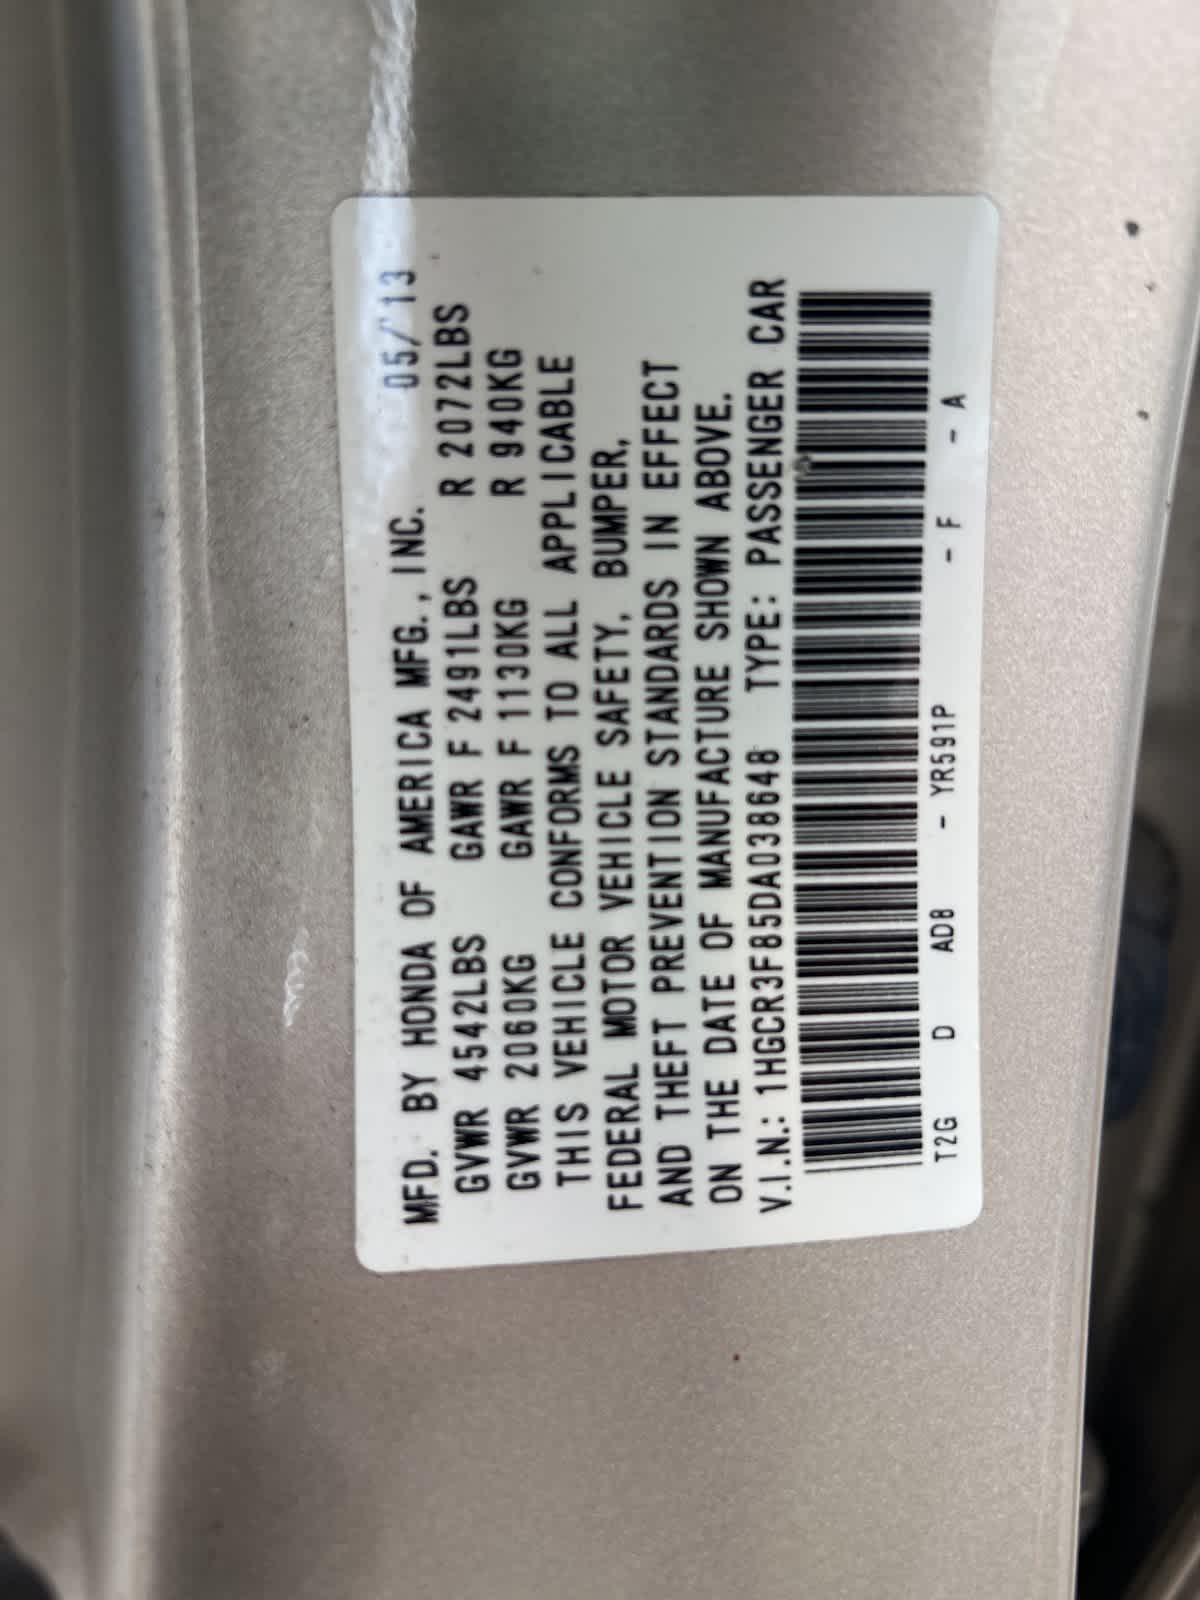 MFD. BY HONDA OF AMERICA MFG., INC. 05/13
GVWR 4542LBS GAWR F 2491LBS R 2072LBS
GVWR 2060KG GAWR F 1130KG R 940KG
THIS VEHICLE CONFORMS TO ALL APPLICABLE
FEDERAL MOTOR VEHICLE SAFETY, BUMPER,
AND THEFT PREVENTION STANDARDS IN EFFECT
ON THE DATE OF MANUFACTURE SHOWN ABOVE.
V.I.N.: 1HGCR3F85DA038648 TYPE: PASSENGER CAR
T2G D AD8 - YR591P - F - A